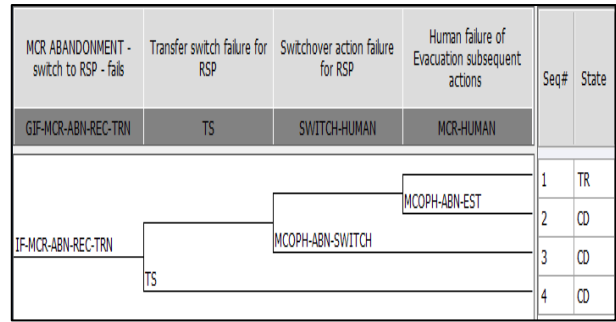 MCR ABANDONMENT -
switch to RSP - fails
Transfer switch failure for
RSP
Switchover action failure
for RSP
Human failure of
Evacuation subsequent
actions
Seq#
State
GIF-MCR-ABN-REC-TRN
TS
SWITCH-HUMAN
MCR-HUMAN
1 TR
MCOPH-ABN-EST
2 CD
MCOPH-ABN-SWITCH
IF-MCR-ABN-REC-TRN
3 CD
TS
4 CD